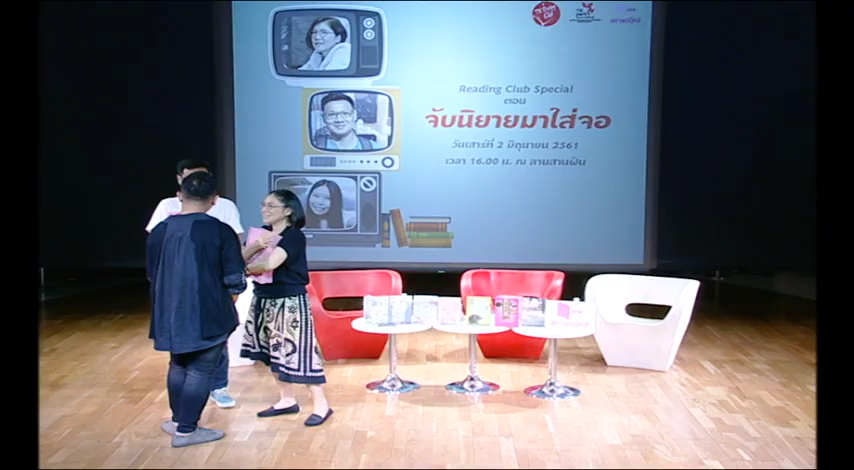 Reading Club Special
ตอน
จับนิยายมาใส่จอ
วันเสาร์ที่ 2 มิถุนายน 2561
เวลา 16.00 น. ณ ลานสานฝัน